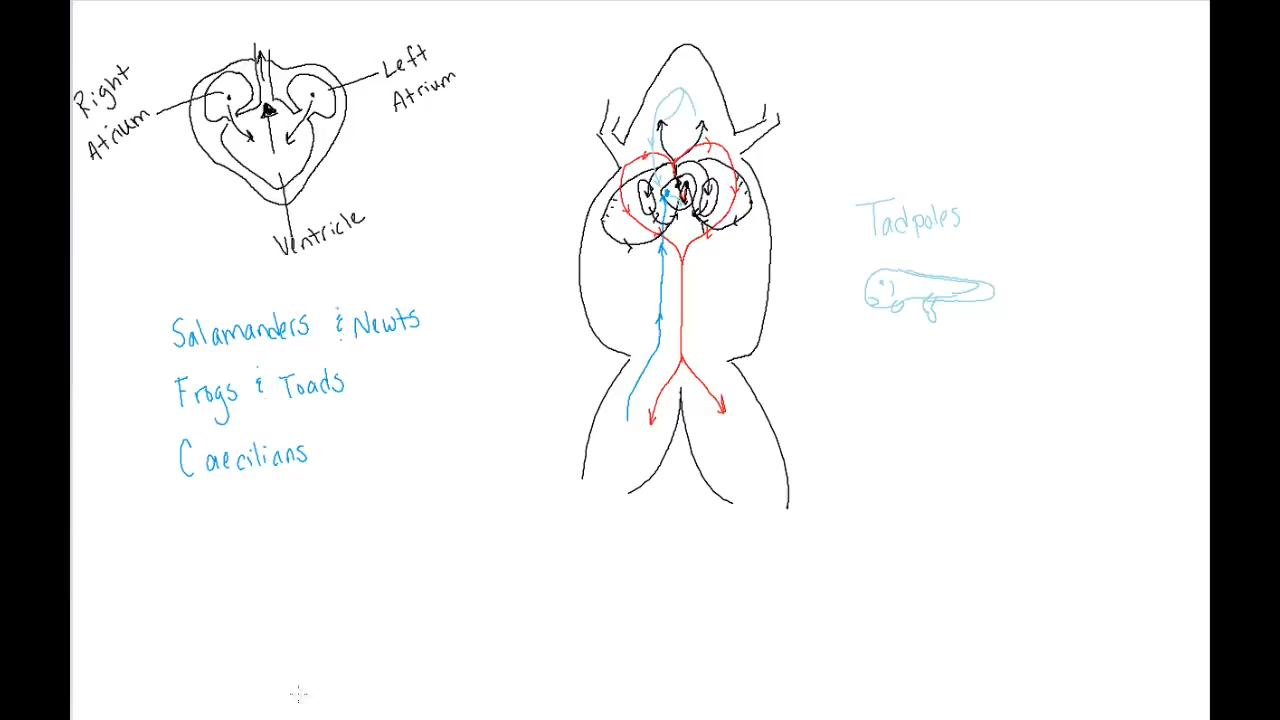 Right
Atrium
Left
Atrium
Ventricle
Salamanders & Newts
Frogs & Toads
Caecilians
Tadpoles